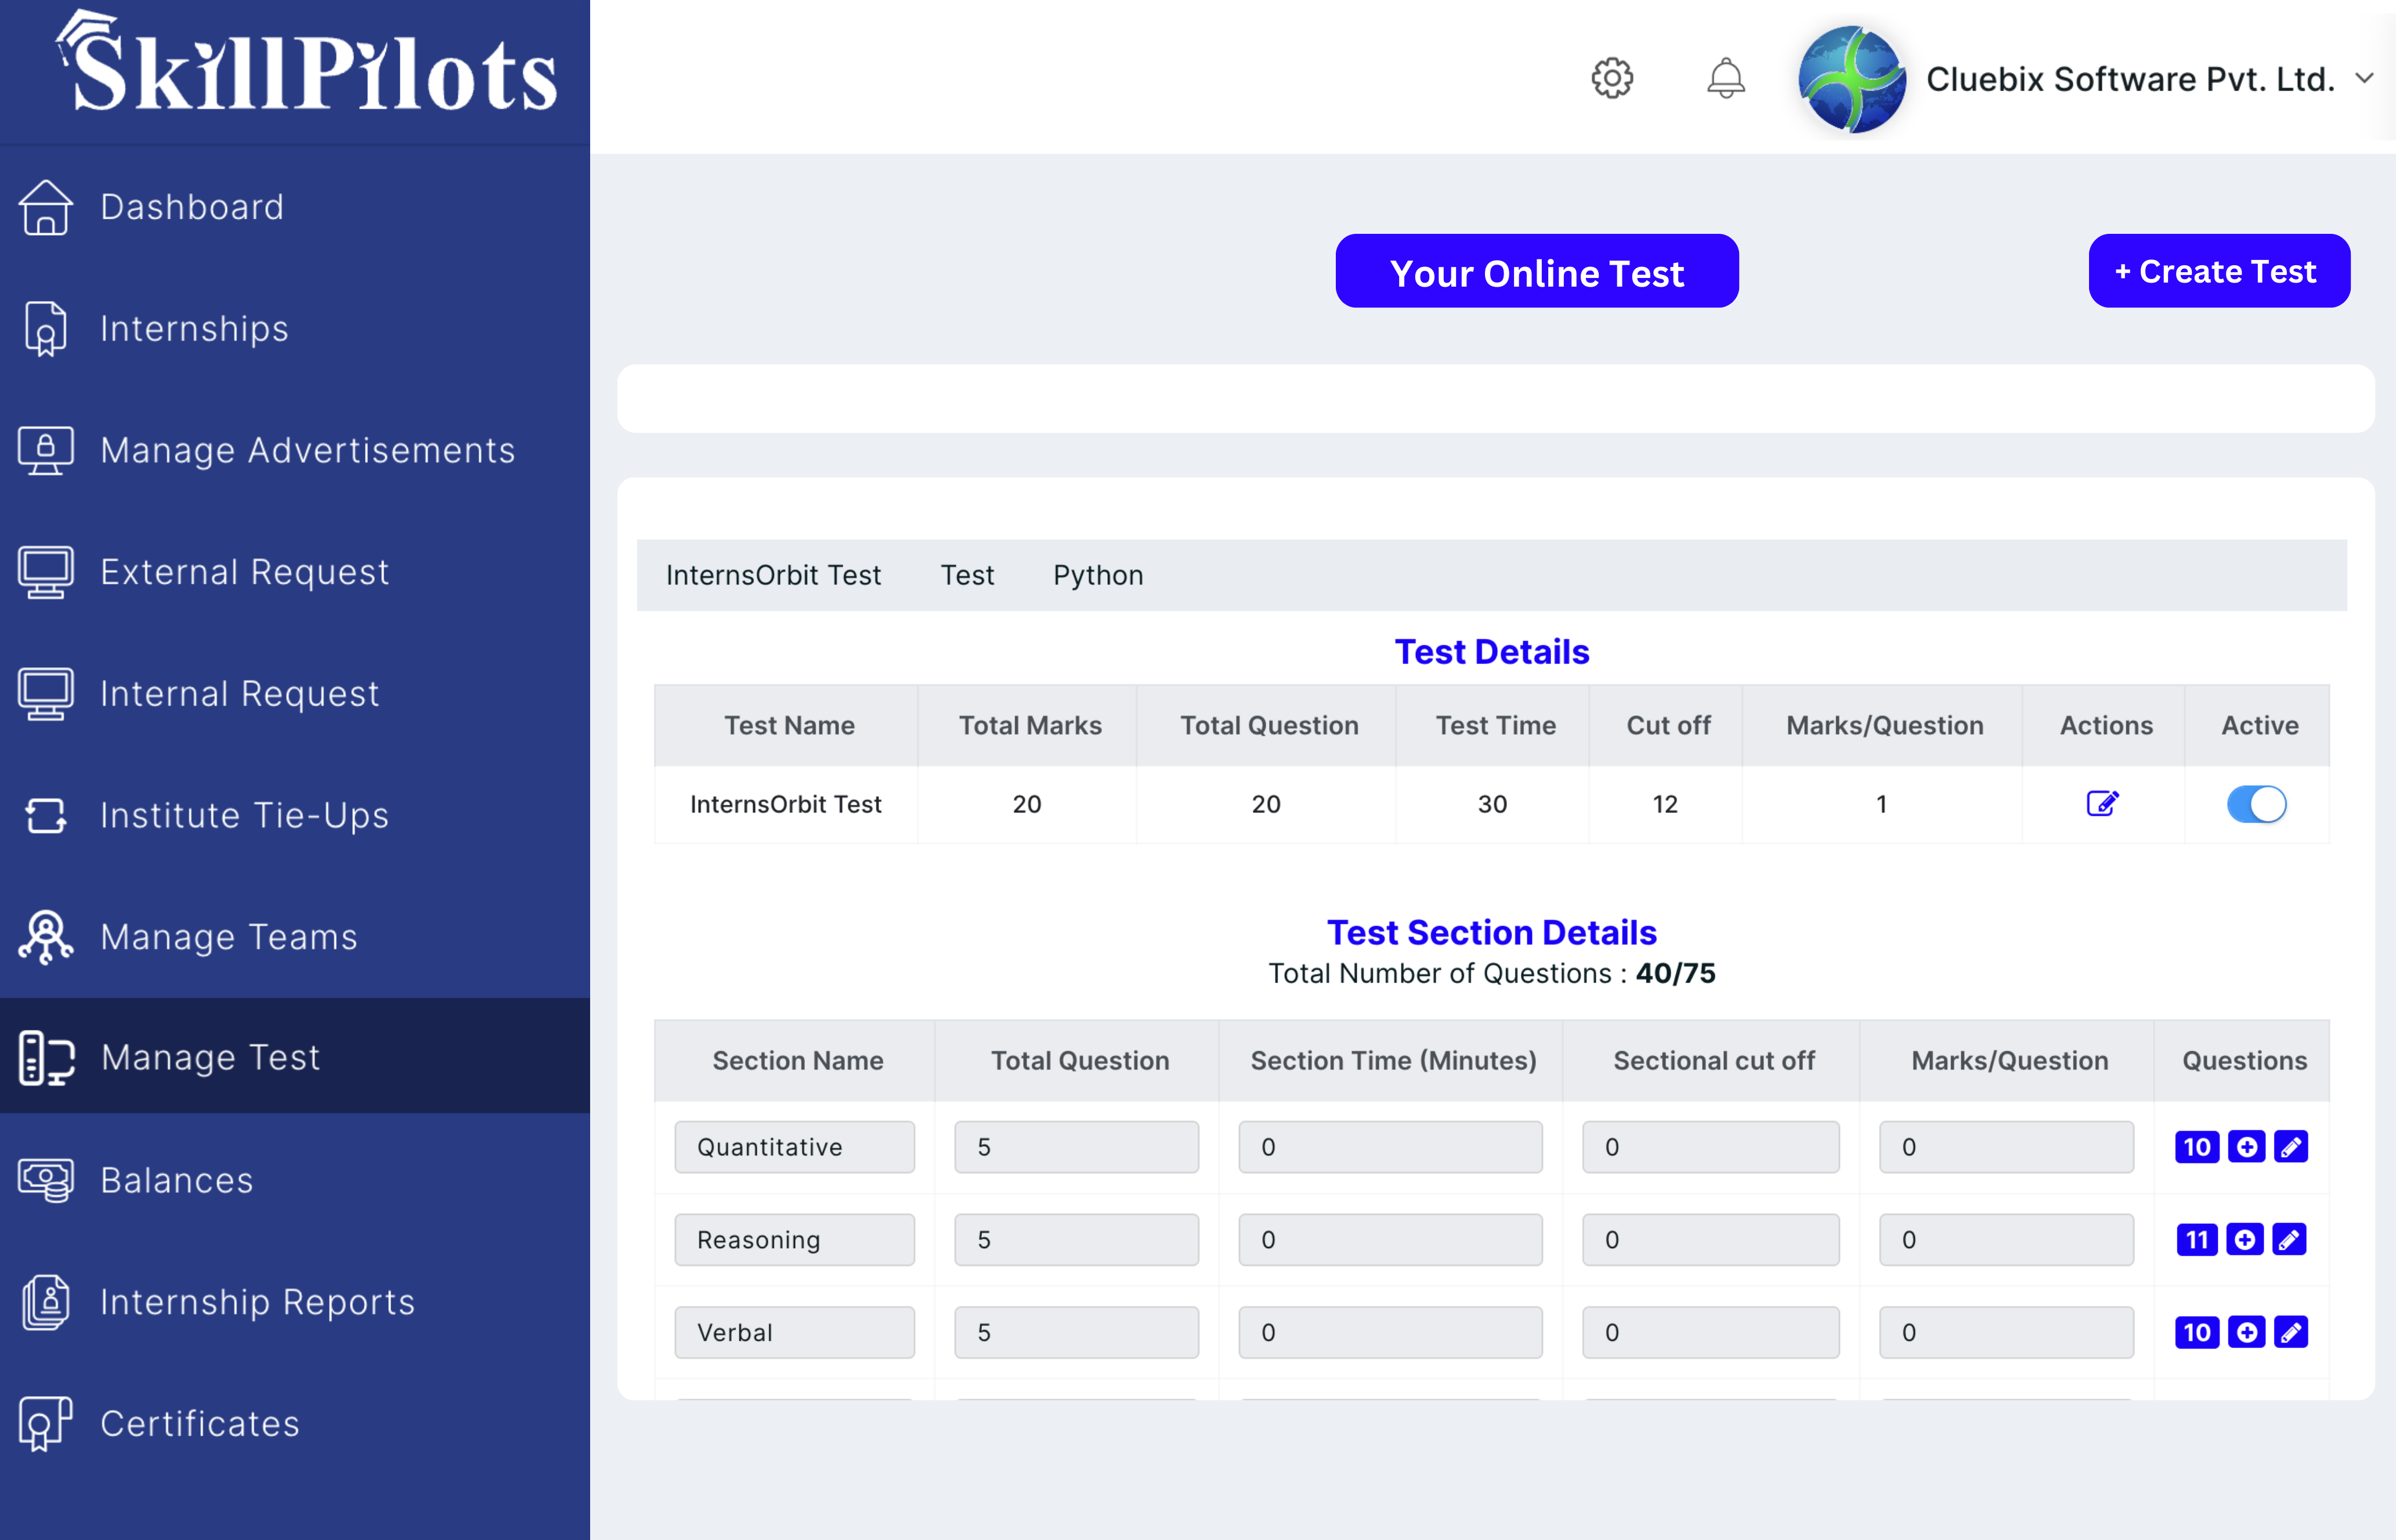 SkillPilots
Cluebix Software Pvt. Ltd.
Dashboard
Internships
Manage Advertisements
External Request
Internal Request
Institute Tie-Ups
Manage Teams
Manage Test
Balances
Internship Reports
Certificates
Your Online Test
+ Create Test
InternsOrbit Test Test Python
Test Details
Test Name Total Marks Total Question Test Time Cut off Marks/Question Actions Active
InternsOrbit Test 20 20 30 12 1
Test Section Details
Total Number of Questions : 40/75
Section Name Total Question Section Time (Minutes) Sectional cut off Marks/Question Questions
Quantitative 5 0 0 0 10
Reasoning 5 0 0 0 11
Verbal 5 0 0 0 10